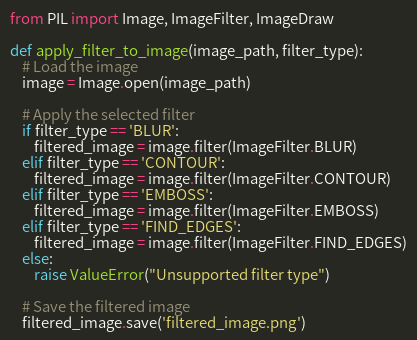 from PIL import Image, ImageFilter, ImageDraw

def apply_filter_to_image(image_path, filter_type):
    # Load the image
    image = Image.open(image_path)

    # Apply the selected filter
    if filter_type == 'BLUR':
        filtered_image = image.filter(ImageFilter.BLUR)
    elif filter_type == 'CONTOUR':
        filtered_image = image.filter(ImageFilter.CONTOUR)
    elif filter_type == 'EMBOSS':
        filtered_image = image.filter(ImageFilter.EMBOSS)
    elif filter_type == 'FIND_EDGES':
        filtered_image = image.filter(ImageFilter.FIND_EDGES)
    else:
        raise ValueError("Unsupported filter type")

    # Save the filtered image
    filtered_image.save('filtered_image.png')